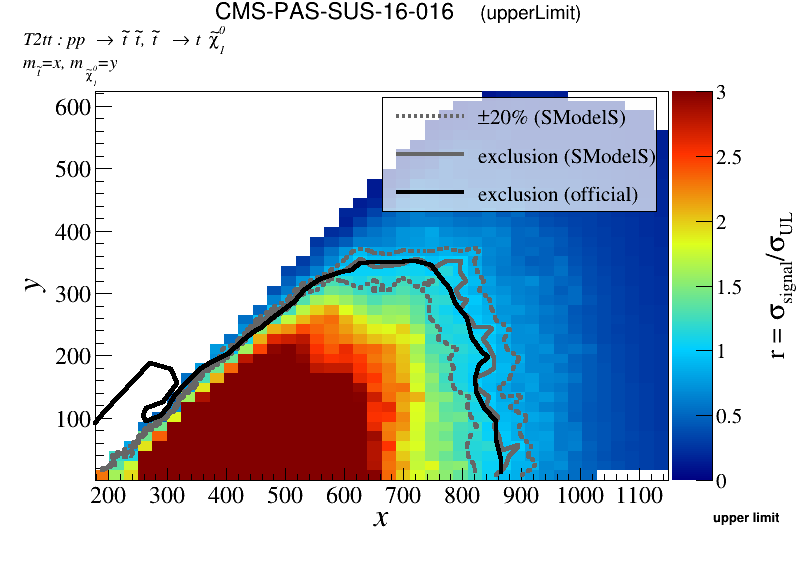 CMS-PAS-SUS-16-016 (upperLimit)
T2tt : pp → t̃ t̃, t̃ → t χ̃₁⁰
m_t̃=x, m_χ̃₁⁰=y
±20% (SModelS)
exclusion (SModelS)
exclusion (official)
600
500
400
300
200
100
y
200 300 400 500 600 700 800 900 1000 1100
x
3
2.5
2
1.5
1
0.5
0
r = σ_signal/σ_UL
upper limit